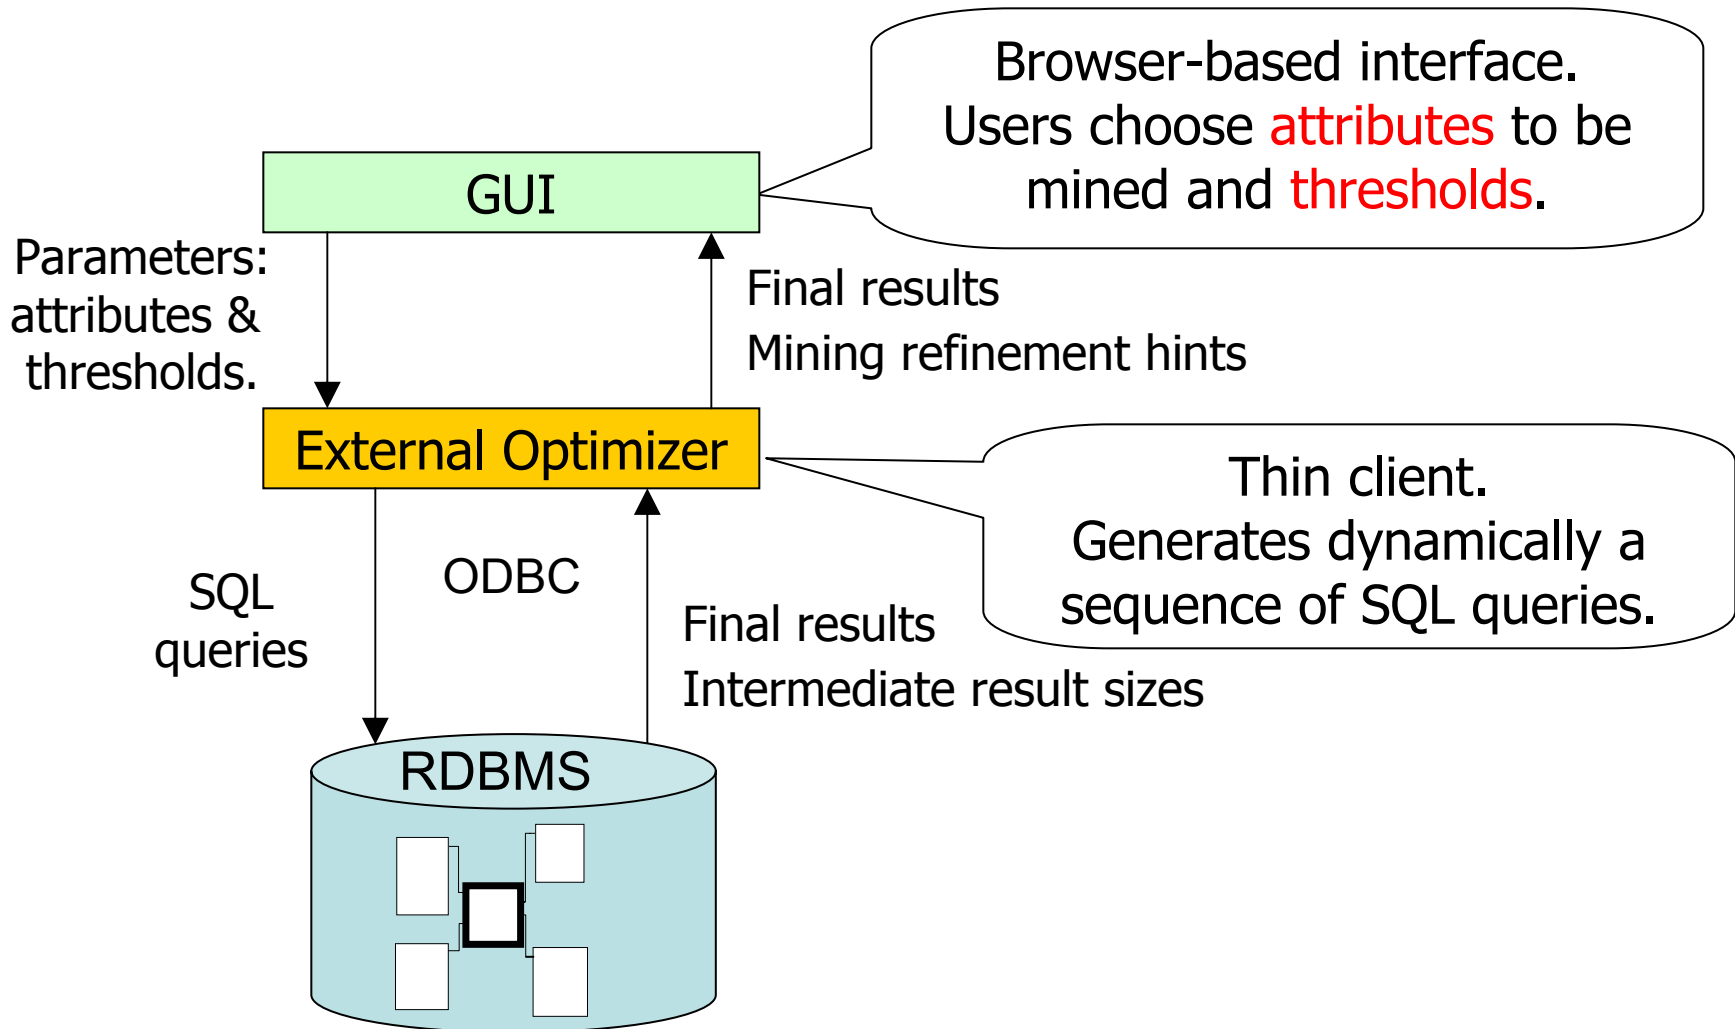 Browser-based interface.
Users choose attributes to be
mined and thresholds.
GUI
Parameters:
attributes &
thresholds.
Final results
Mining refinement hints
External Optimizer
Thin client.
Generates dynamically a
sequence of SQL queries.
SQL
queries
ODBC
Final results
Intermediate result sizes
RDBMS